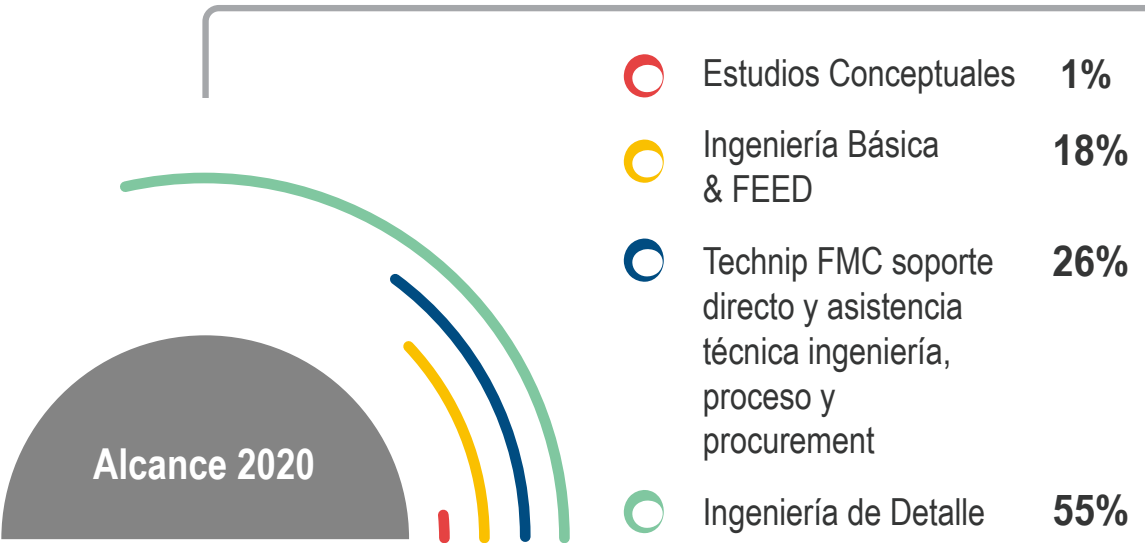 Alcance 2020
Estudios Conceptuales 1%
Ingeniería Básica 18%
& FEED
Technip FMC soporte 26%
directo y asistencia
técnica ingeniería,
proceso y
procurement
Ingeniería de Detalle 55%